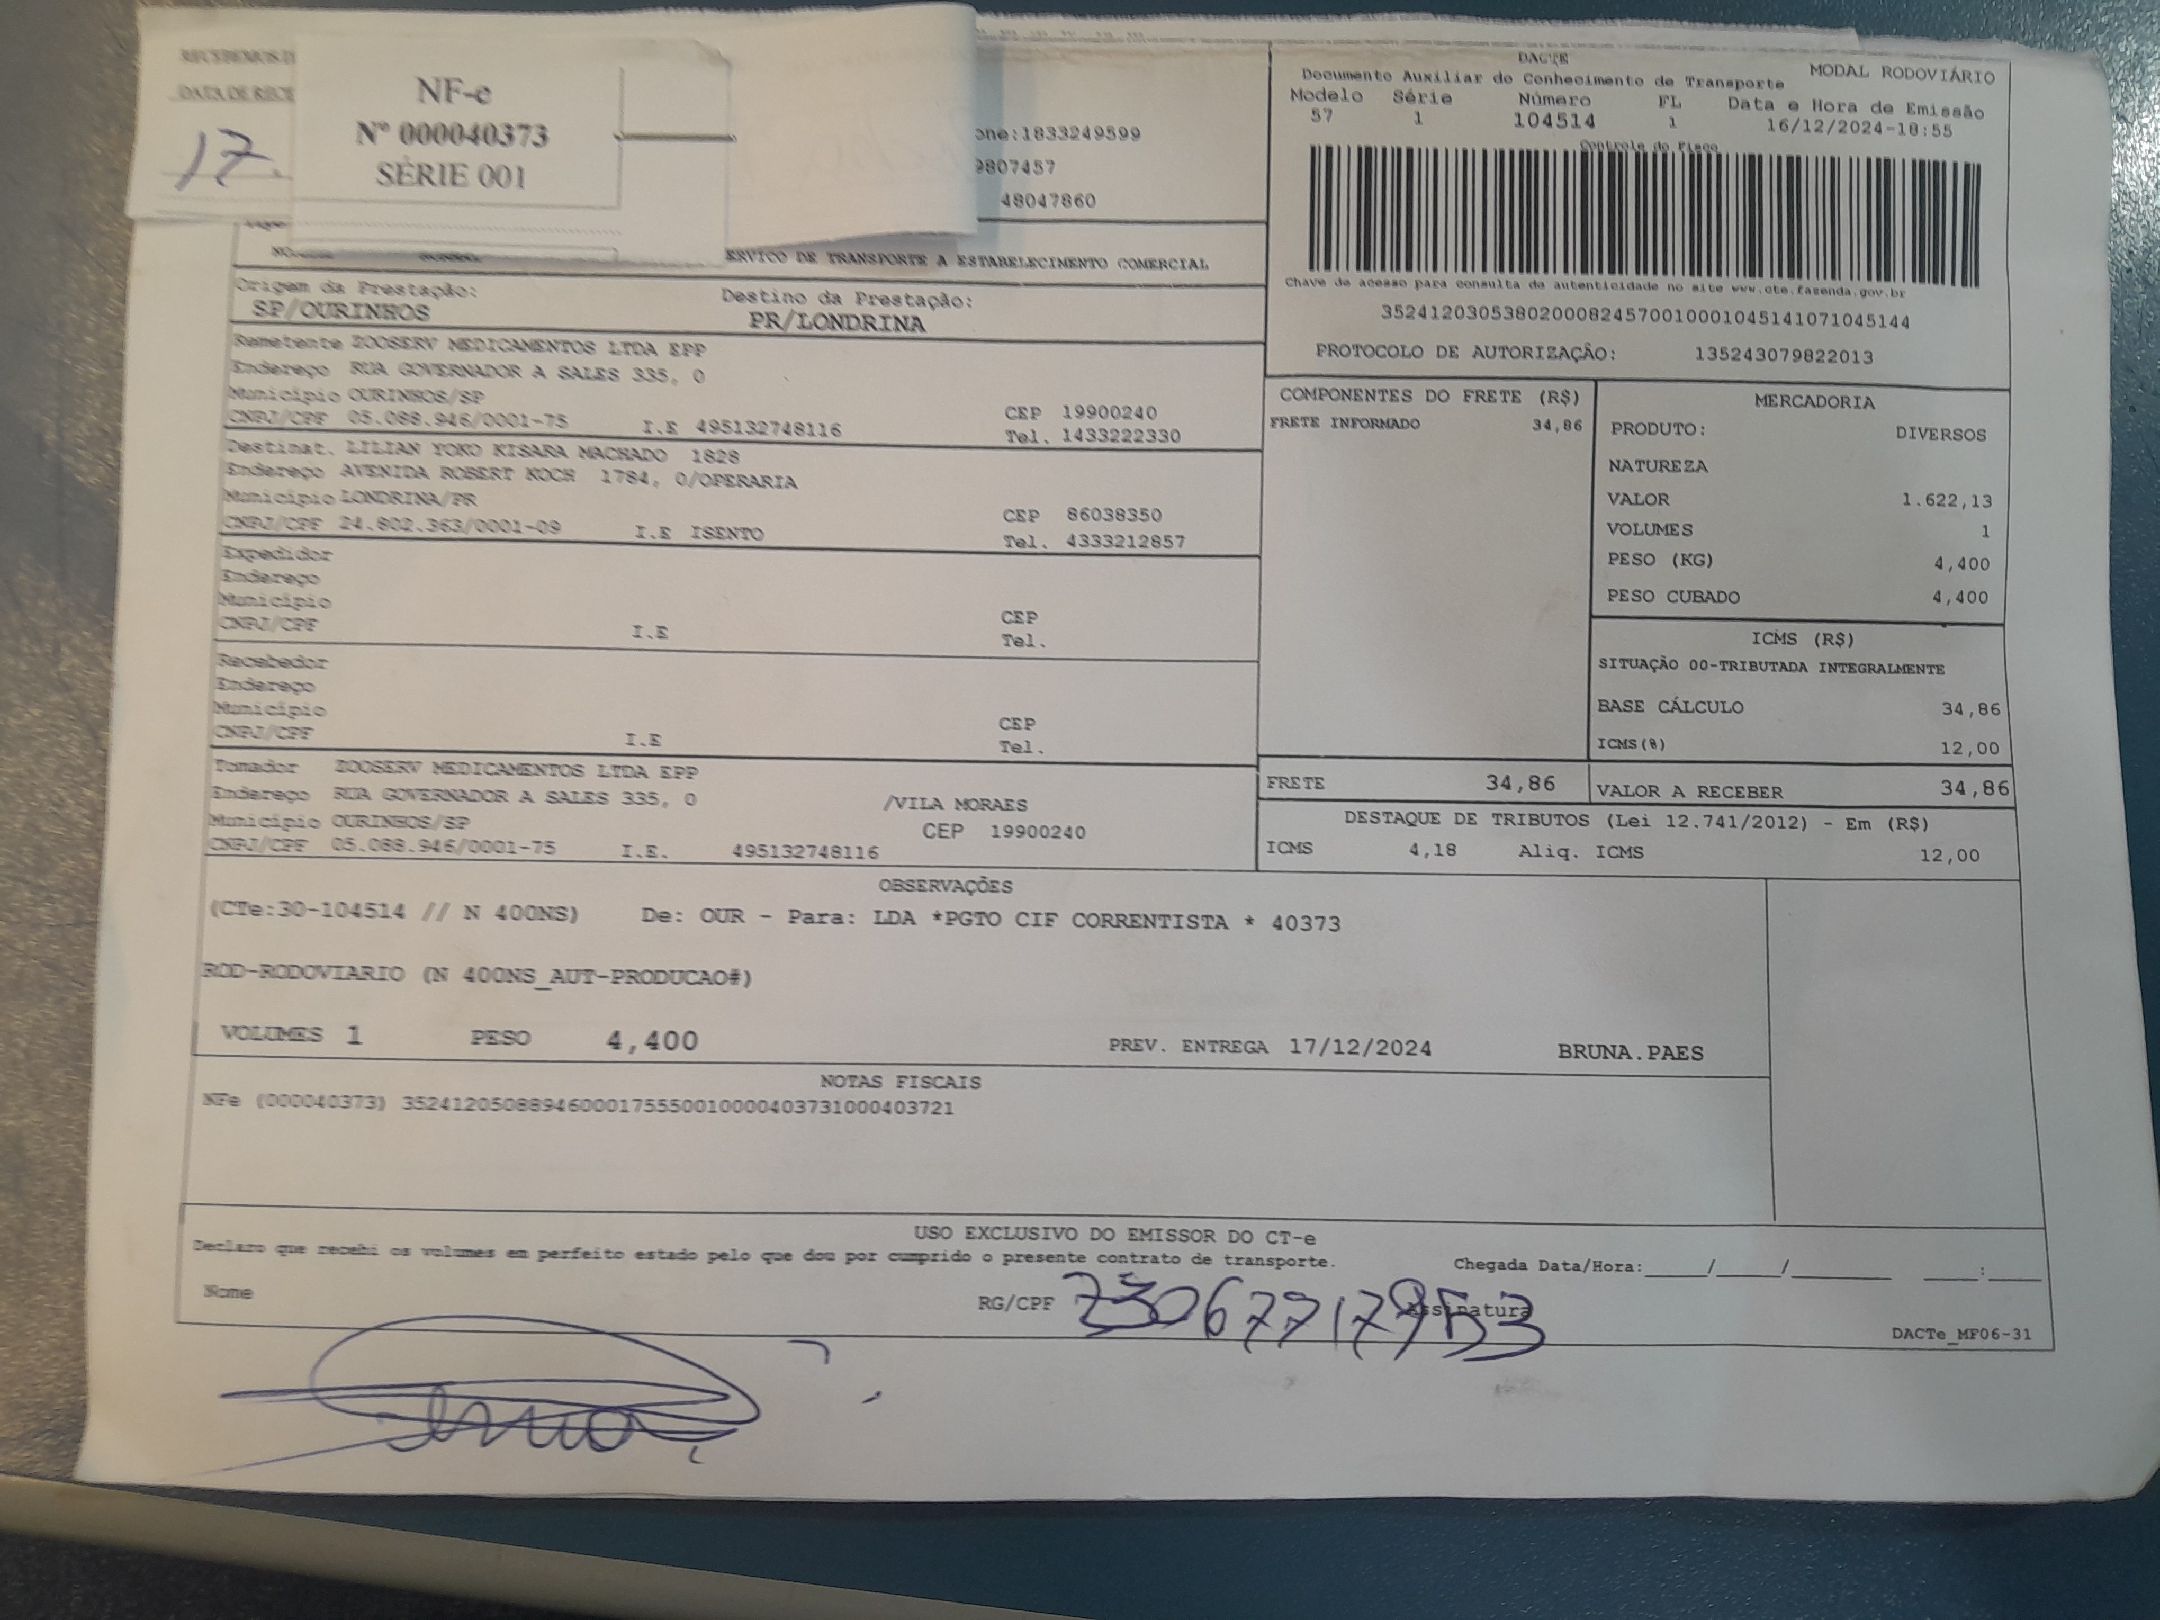 RECEBEMOS
DATA DE RECE
17.
NF-e
Nº 000040373
SÉRIE 001
one:1833249599
9807457
48047860
ERVICO DE TRANSPORTE A ESTABELECIMENTO COMERCIAL
DACTE
Documento Auxiliar do Conhecimento de Transporte MODAL RODOVIÁRIO
Modelo Série Número FL Data e Hora de Emissão
57 1 104514 1 16/12/2024-18:55
Controle do Fisco
Chave de acesso para consulta de autenticidade no site www.cte.fazenda.gov.br
35241203053802000824570010001045141071045144
PROTOCOLO DE AUTORIZAÇÃO: 135243079822013
Origem da Prestação: Destino da Prestação:
SP/OURINHOS PR/LONDRINA
Remetente ZOOSERV MEDICAMENTOS LTDA EPP
Endereço RUA GOVERNADOR A SALES 335, 0
Município OURINHOS/SP CEP 19900240
CNPJ/CPF 05.088.946/0001-75 I.E 495132748116 Tel. 1433222330
Destinat. LILIAN YOKO KISARA MACHADO 1828
Endereço AVENIDA ROBERT KOCH 1784, 0/OPERARIA
Município LONDRINA/PR CEP 86038350
CNPJ/CPF 24.802.363/0001-09 I.E ISENTO Tel. 4333212857
Expedidor
Endereço
Município CEP
CNPJ/CPF I.E Tel.
Recebedor
Endereço
Município CEP
CNPJ/CPF I.E Tel.
Tomador ZOOSERV MEDICAMENTOS LTDA EPP
Endereço RUA GOVERNADOR A SALES 335, 0 /VILA MORAES
Município OURINHOS/SP CEP 19900240
CNPJ/CPF 05.088.946/0001-75 I.E. 495132748116
COMPONENTES DO FRETE (R$)
FRETE INFORMADO 34,86
MERCADORIA
PRODUTO: DIVERSOS
NATUREZA
VALOR 1.622,13
VOLUMES 1
PESO (KG) 4,400
PESO CUBADO 4,400
ICMS (R$)
SITUAÇÃO 00-TRIBUTADA INTEGRALMENTE
BASE CÁLCULO 34,86
ICMS(%) 12,00
FRETE 34,86 VALOR A RECEBER 34,86
DESTAQUE DE TRIBUTOS (Lei 12.741/2012) - Em (R$)
ICMS 4,18 Aliq. ICMS 12,00
OBSERVAÇÕES
(CTe:30-104514 // N 400NS) De: OUR - Para: LDA *PGTO CIF CORRENTISTA * 40373
ROD-RODOVIARIO (N 400NS_AUT-PRODUCAO#)
VOLUMES 1 PESO 4,400 PREV. ENTREGA 17/12/2024 BRUNA.PAES
NOTAS FISCAIS
NFe (000040373) 35241205088946000175550010000403731000403721
USO EXCLUSIVO DO EMISSOR DO CT-e
Declaro que recebi os volumes em perfeito estado pelo que dou por cumprido o presente contrato de transporte. Chegada Data/Hora:_____/_____/________ ____:____
Nome RG/CPF 73067717953 Assinatura
DACTe_MF06-31